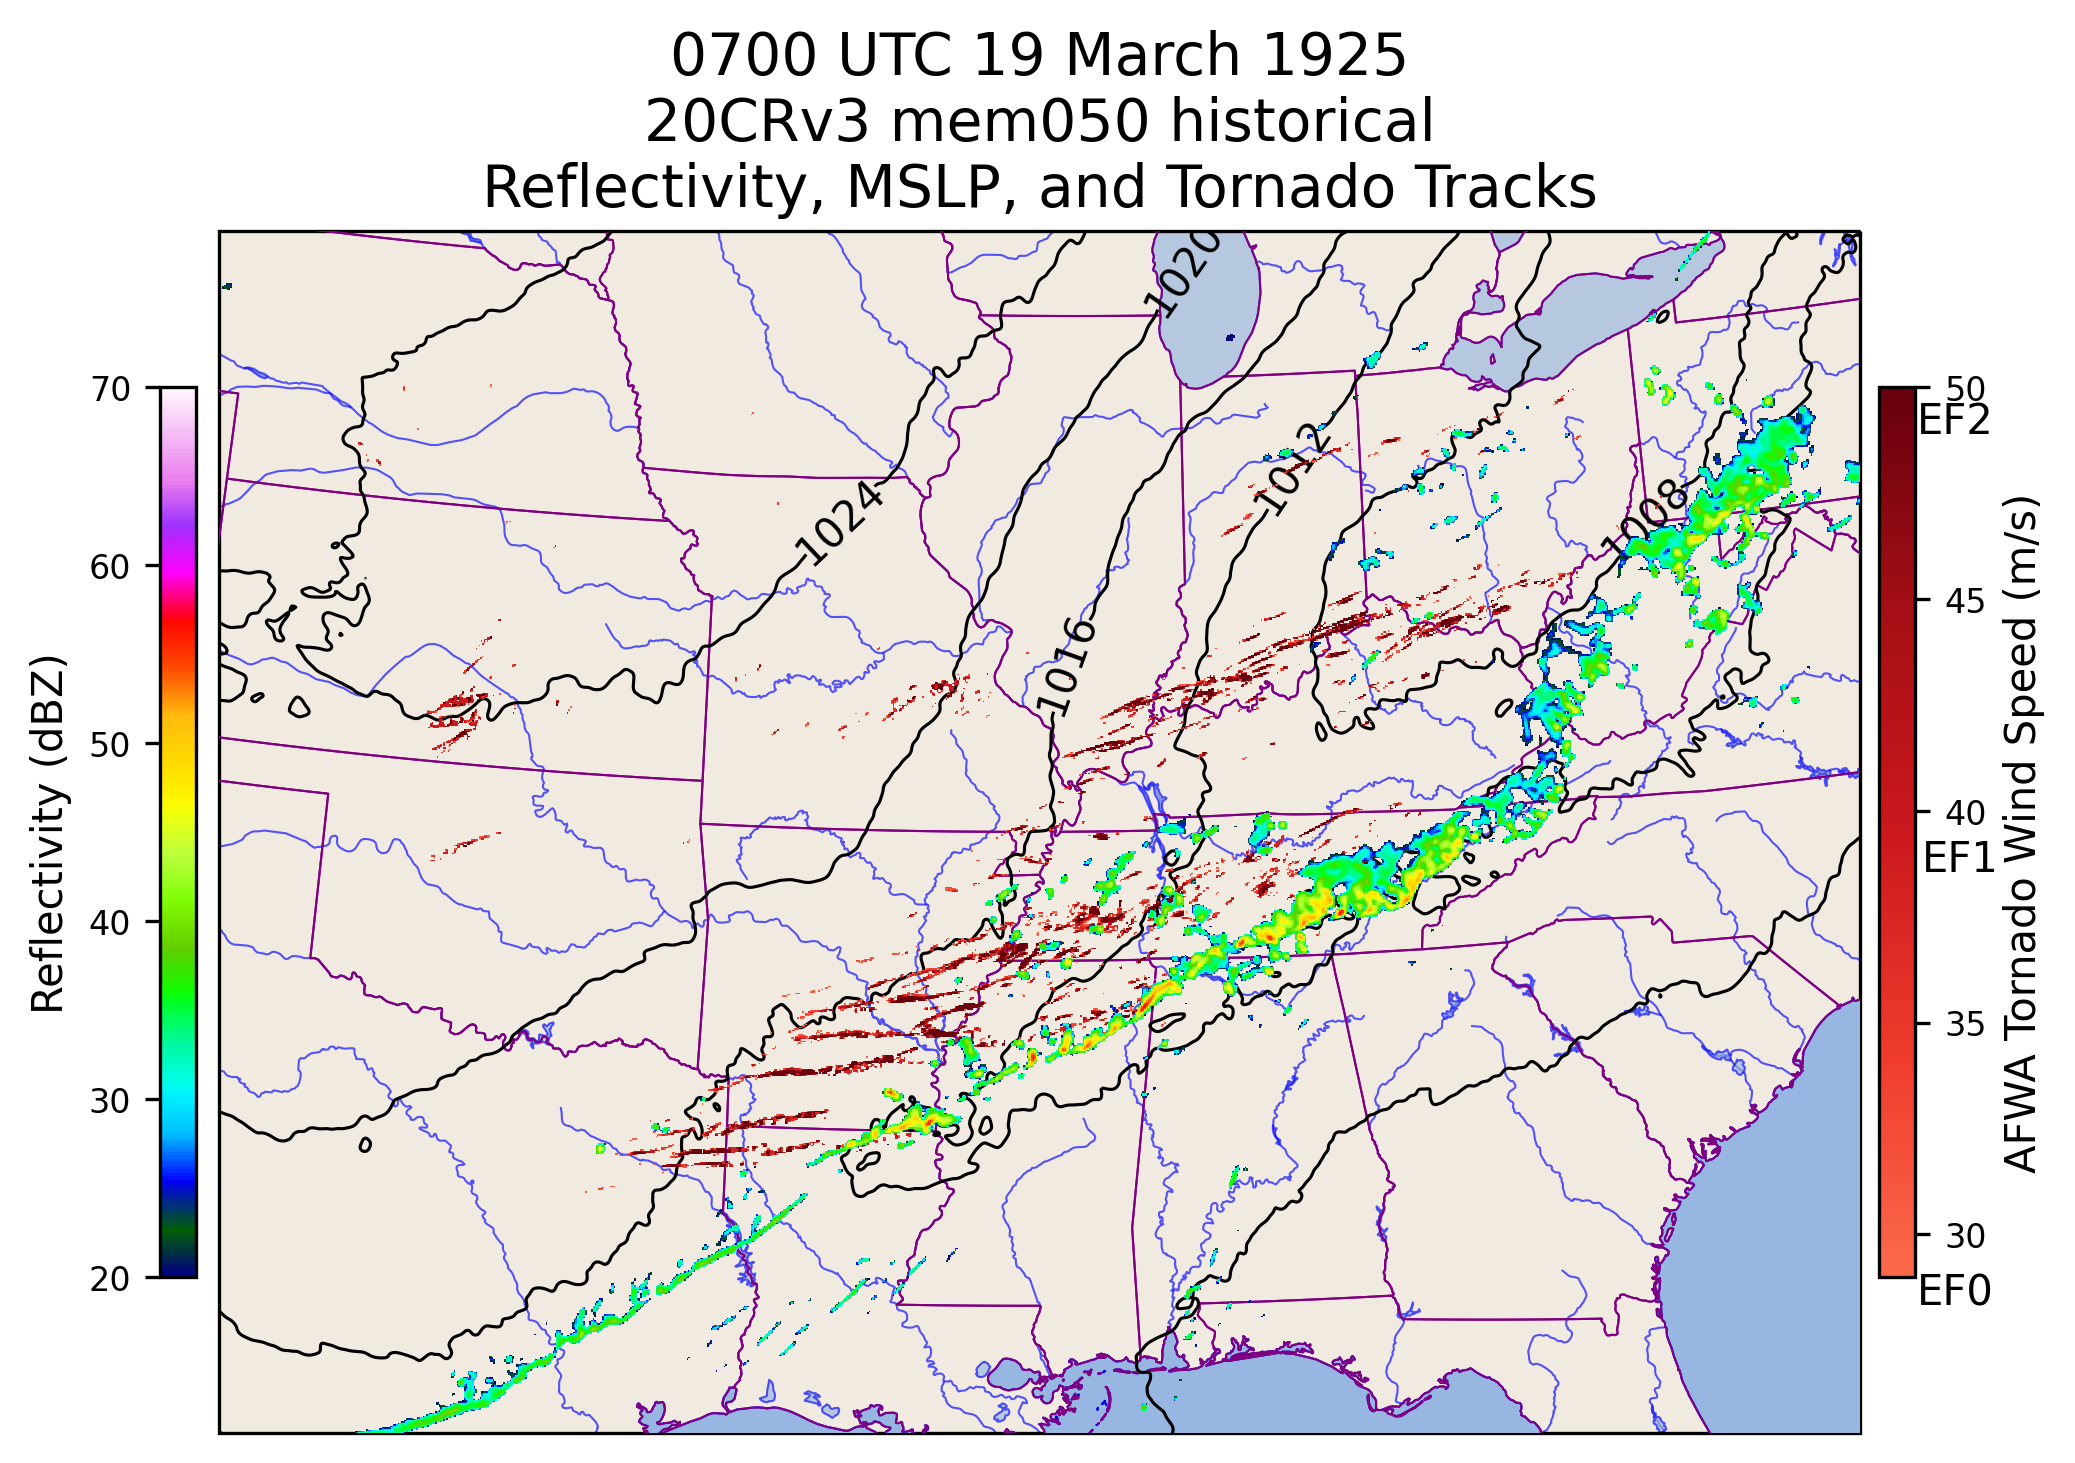 0700 UTC 19 March 1925
20CRv3 mem050 historical
Reflectivity, MSLP, and Tornado Tracks
Reflectivity (dBZ)
70
60
50
40
30
20
1020
1024
1012
1008
1016
50
EF2
45
40
EF1
35
30
EF0
AFWA Tornado Wind Speed (m/s)